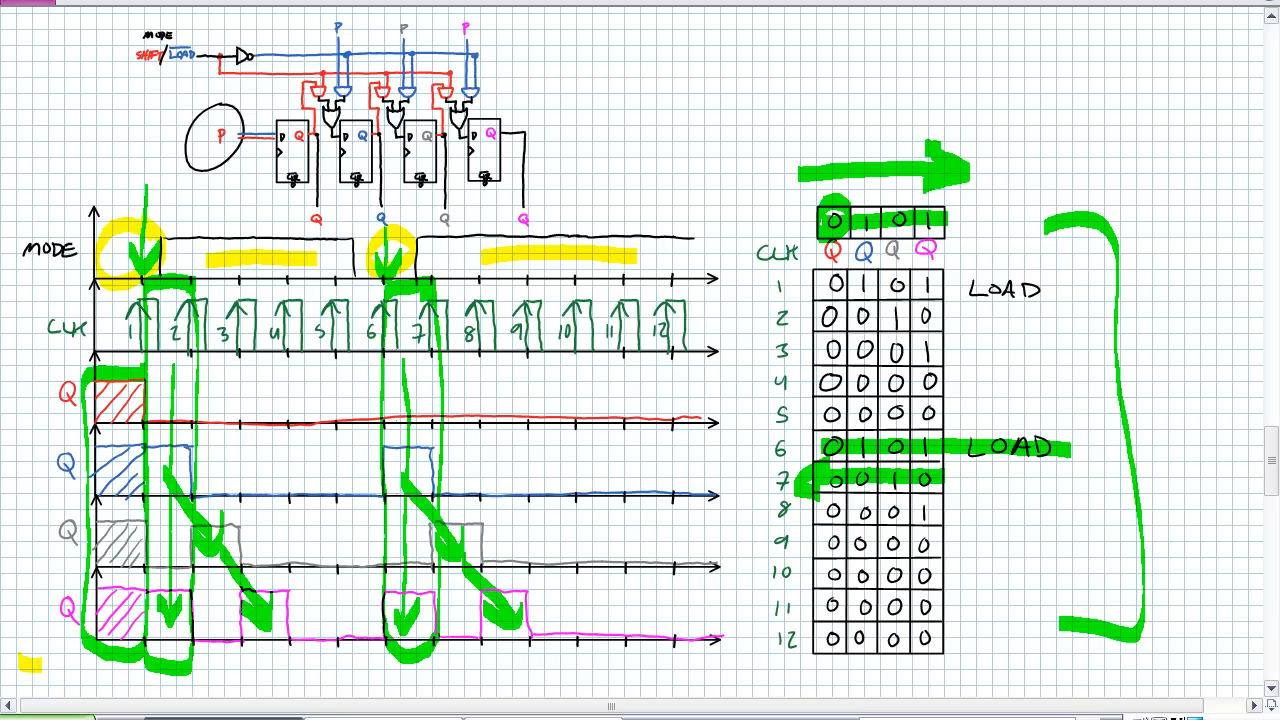 MODE
SHIFT/LOAD
P P P
P D Q D Q D Q D Q
Q Q Q Q
MODE
CLK 1 2 3 4 5 6 7 8 9 10 11 12
Q
Q
Q
Q
0 1 0 1
CLK Q Q Q Q
1 0 1 0 1 LOAD
2 0 0 1 0
3 0 0 0 1
4 0 0 0 0
5 0 0 0 0
6 0 1 0 1 LOAD
7 0 0 1 0
8 0 0 0 1
9 0 0 0 0
10 0 0 0 0
11 0 0 0 0
12 0 0 0 0